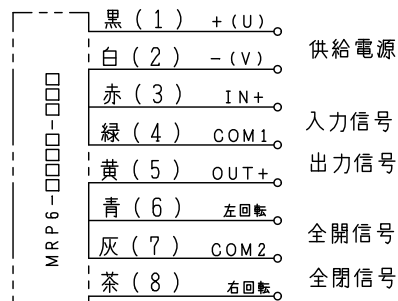 黒(1) +(U)
白(2) -(V)
供給電源
赤(3) IN+
緑(4) COM1
入力信号
黄(5) OUT+
出力信号
青(6) 左回転
灰(7) COM2
全開信号
茶(8) 右回転
全閉信号
MRP6-□□□□-□□